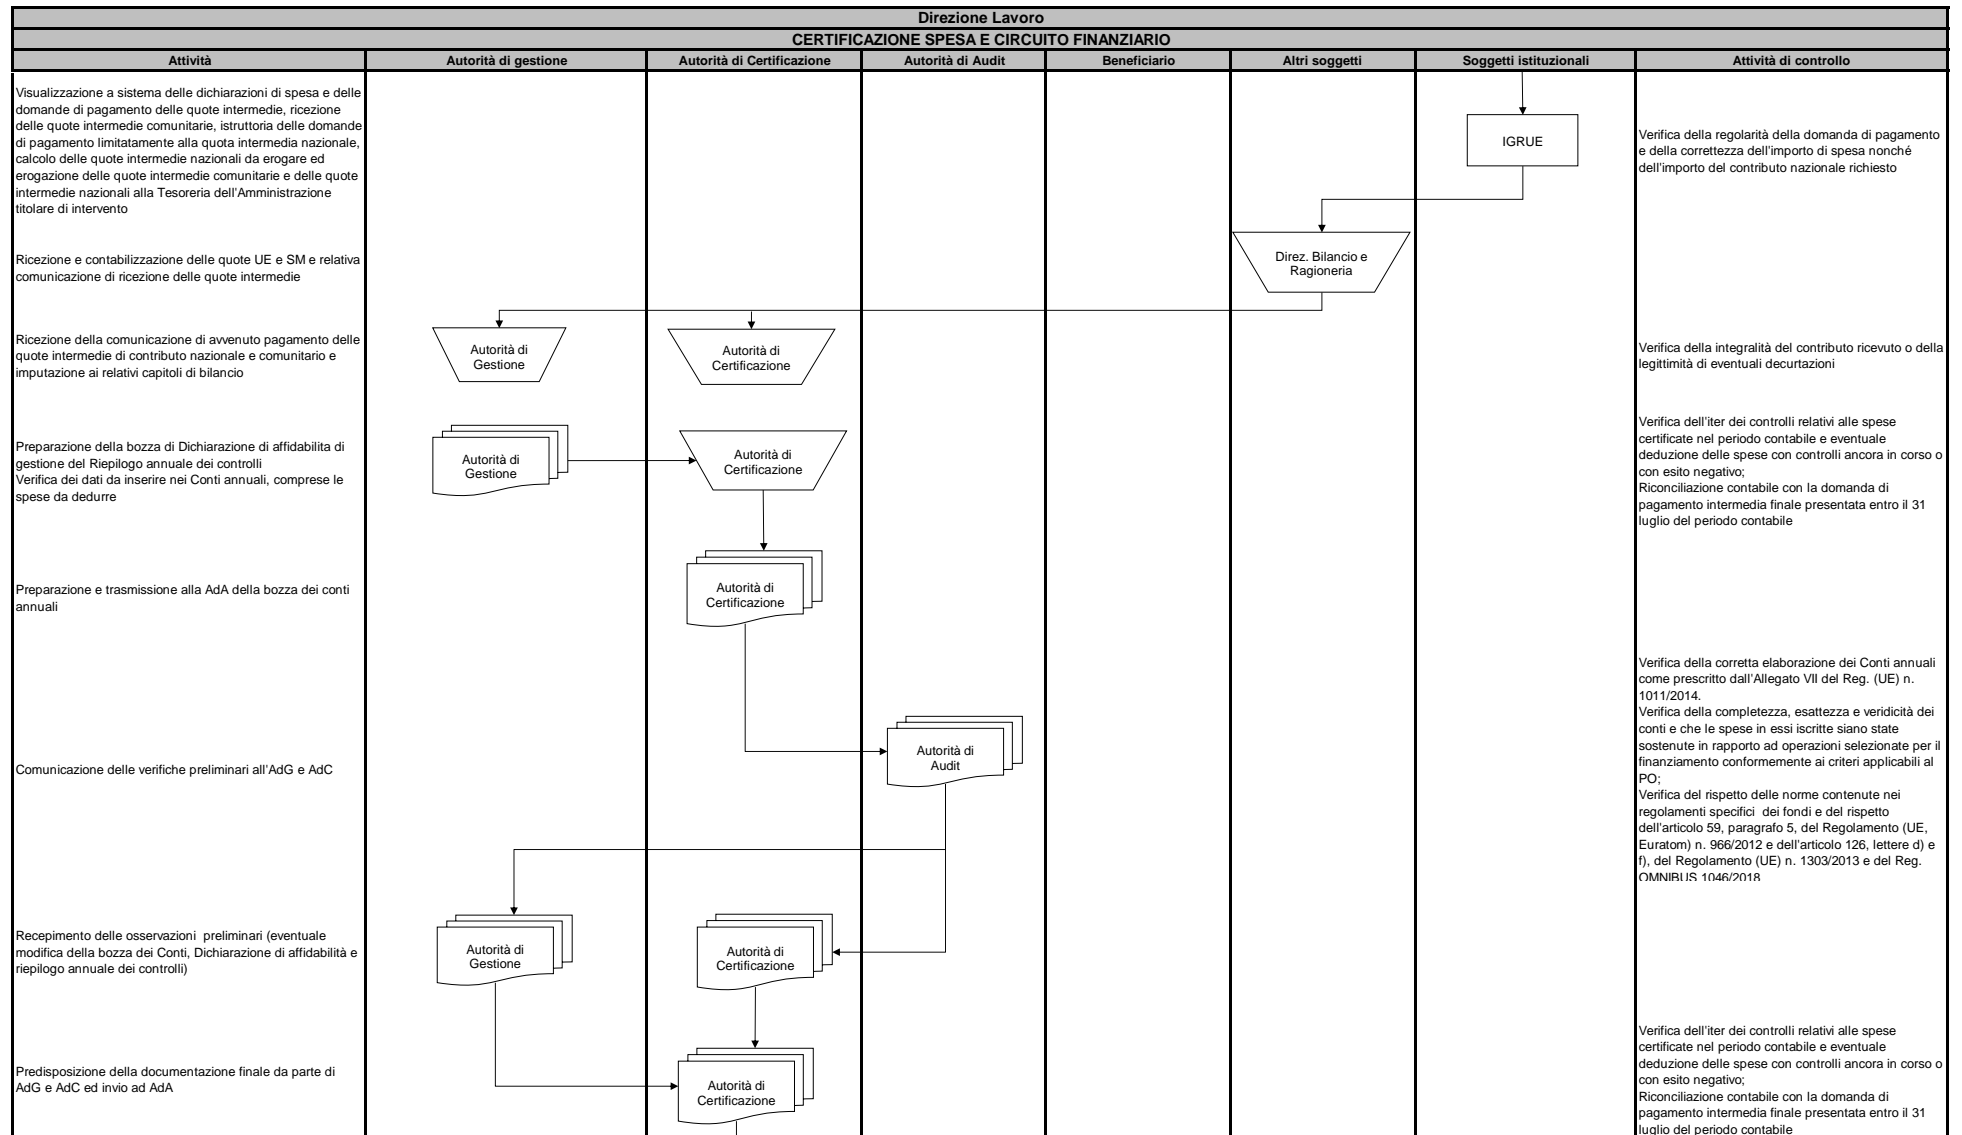 Direzione Lavoro
CERTIFICAZIONE SPESA E CIRCUITO FINANZIARIO
Attività
Autorità di gestione
Autorità di Certificazione
Autorità di Audit
Beneficiario
Altri soggetti
Soggetti istituzionali
Attività di controllo
Visualizzazione a sistema delle dichiarazioni di spesa e delle
domande di pagamento delle quote intermedie, ricezione
delle quote intermedie comunitarie, istruttoria delle domande
di pagamento limitatamente alla quota intermedia nazionale,
calcolo delle quote intermedie nazionali da erogare ed
erogazione delle quote intermedie comunitarie e delle quote
intermedie nazionali alla Tesoreria dell'Amministrazione
titolare di intervento
IGRUE
Verifica della regolarità della domanda di pagamento
e della correttezza dell'importo di spesa nonché
dell'importo del contributo nazionale richiesto
Ricezione e contabilizzazione delle quote UE e SM e relativa
comunicazione di ricezione delle quote intermedie
Direz. Bilancio e
Ragioneria
Ricezione della comunicazione di avvenuto pagamento delle
quote intermedie di contributo nazionale e comunitario e
imputazione ai relativi capitoli di bilancio
Autorità di
Gestione
Autorità di
Certificazione
Verifica della integralità del contributo ricevuto o della
legittimità di eventuali decurtazioni
Preparazione della bozza di Dichiarazione di affidabilita di
gestione del Riepilogo annuale dei controlli
Verifica dei dati da inserire nei Conti annuali, comprese le
spese da dedurre
Autorità di
Gestione
Autorità di
Certificazione
Verifica dell'iter dei controlli relativi alle spese
certificate nel periodo contabile e eventuale
deduzione delle spese con controlli ancora in corso o
con esito negativo;
Riconciliazione contabile con la domanda di
pagamento intermedia finale presentata entro il 31
luglio del periodo contabile
Preparazione e trasmissione alla AdA della bozza dei conti
annuali
Autorità di
Certificazione
Comunicazione delle verifiche preliminari all'AdG e AdC
Autorità di
Audit
Verifica della corretta elaborazione dei Conti annuali
come prescritto dall'Allegato VII del Reg. (UE) n.
1011/2014.
Verifica della completezza, esattezza e veridicità dei
conti e che le spese in essi iscritte siano state
sostenute in rapporto ad operazioni selezionate per il
finanziamento conformemente ai criteri applicabili al
PO;
Verifica del rispetto delle norme contenute nei
regolamenti specifici dei fondi e del rispetto
dell'articolo 59, paragrafo 5, del Regolamento (UE,
Euratom) n. 966/2012 e dell'articolo 126, lettere d) e
f), del Regolamento (UE) n. 1303/2013 e del Reg.
OMNIBUS 1046/2018
Recepimento delle osservazioni preliminari (eventuale
modifica della bozza dei Conti, Dichiarazione di affidabilità e
riepilogo annuale dei controlli)
Autorità di
Gestione
Autorità di
Certificazione
Predisposizione della documentazione finale da parte di
AdG e AdC ed invio ad AdA
Autorità di
Certificazione
Verifica dell'iter dei controlli relativi alle spese
certificate nel periodo contabile e eventuale
deduzione delle spese con controlli ancora in corso o
con esito negativo;
Riconciliazione contabile con la domanda di
pagamento intermedia finale presentata entro il 31
luglio del periodo contabile